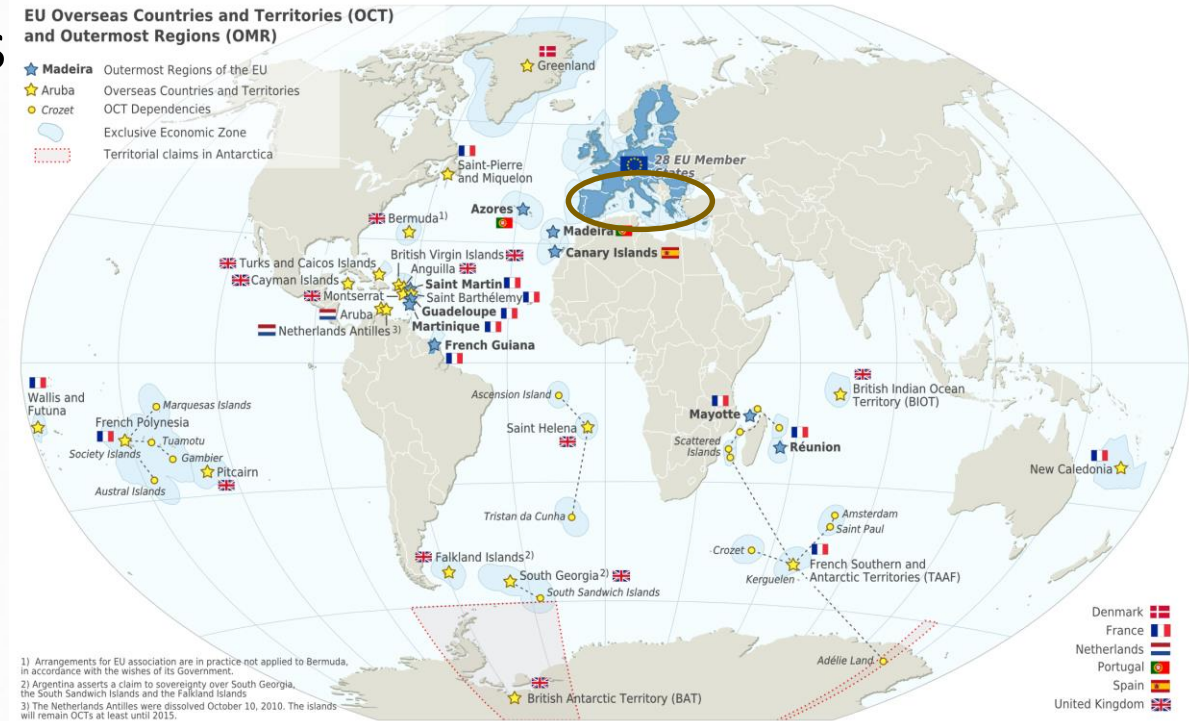 EU Overseas Countries and Territories (OCT)
and Outermost Regions (OMR)
Madeira Outermost Regions of the EU
Aruba Overseas Countries and Territories
Crozet OCT Dependencies
Exclusive Economic Zone
Territorial claims in Antarctica
Greenland
28 EU Member
States
Saint-Pierre
and Miquelon
Azores
Bermuda 1)
Madeira
Canary Islands
British Virgin Islands
Anguilla
Turks and Caicos Islands
Cayman Islands
Saint Martin
Montserrat
Saint Barthélemy
Aruba
Guadeloupe
Netherlands Antilles 3)
Martinique
French Guiana
Wallis and
Futuna
Marquesas Islands
French Polynesia
Society Islands
Tuamotu
Gambier
Pitcairn
Austral Islands
Ascension Island
Saint Helena
Tristan da Cunha
Mayotte
Scattered
Islands
Réunion
British Indian Ocean
Territory (BIOT)
New Caledonia
Amsterdam
Saint Paul
Crozet
Kerguelen
French Southern and
Antarctic Territories (TAAF)
Falkland Islands 2)
South Georgia 2)
South Sandwich Islands
Adélie Land
British Antarctic Territory (BAT)
Denmark
France
Netherlands
Portugal
Spain
United Kingdom
1) Arrangements for EU association are in practice not applied to Bermuda,
in accordance with the wishes of its Government.
2) Argentina asserts a claim to sovereignty over South Georgia,
the South Sandwich Islands and the Falkland Islands
3) The Netherlands Antilles were dissolved October 10, 2010. The islands
will remain OCTs at least until 2015.